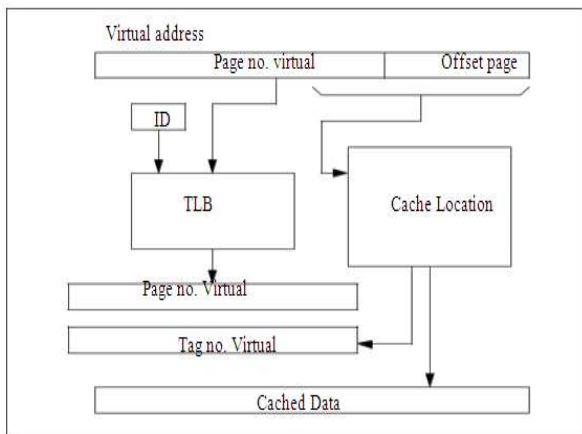 Virtual address
Page no. virtual
Offset page
ID
TLB
Cache Location
Page no. Virtual
Tag no. Virtual
Cached Data